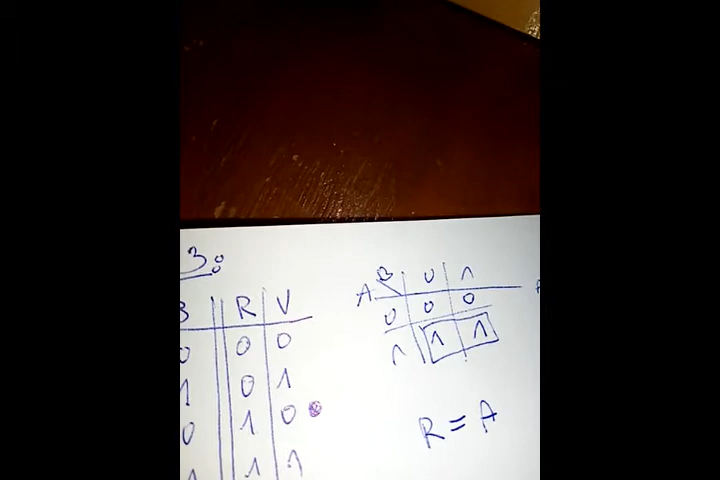 3:
B R V
0 0 0
1 0 1
0 1 0
1 1 1
B 0 1
A
0 0 0
1 1 1
R = A